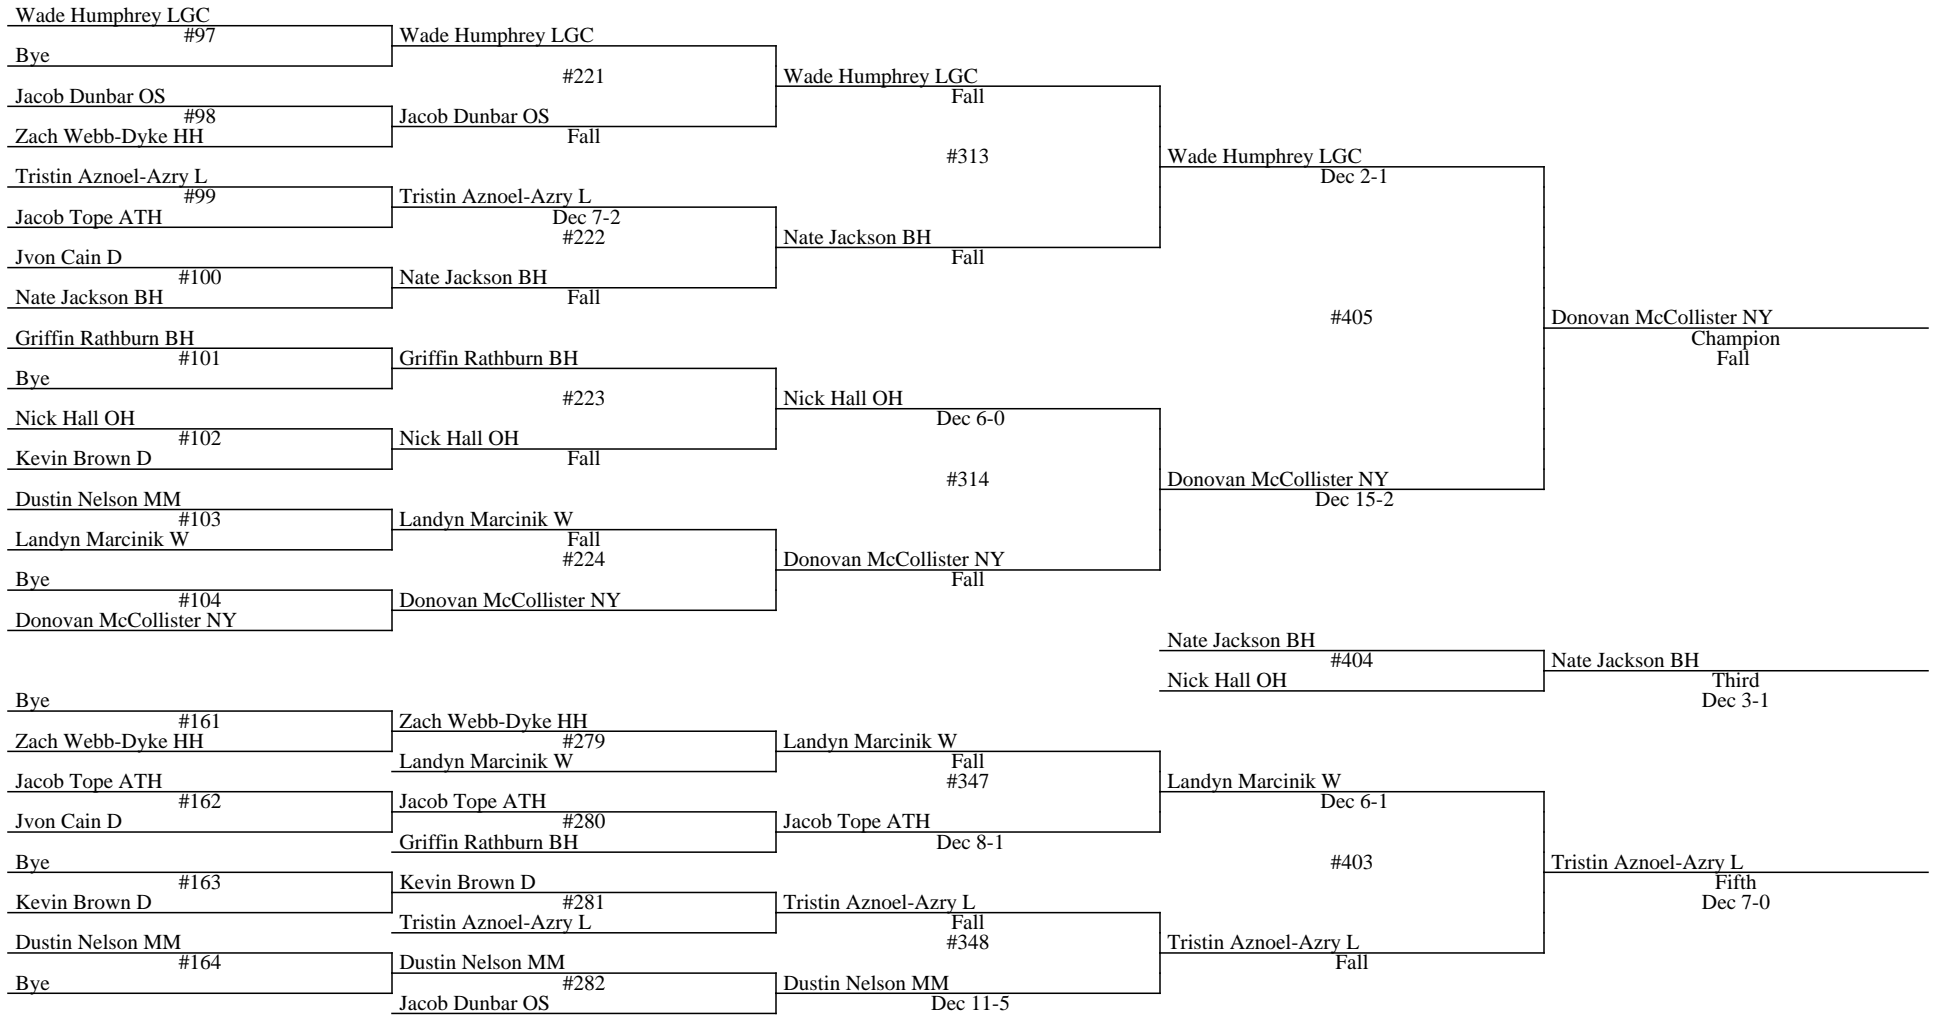 Wade Humphrey LGC
#97
Bye
Wade Humphrey LGC
#221
Jacob Dunbar OS
#98
Zach Webb-Dyke HH
Jacob Dunbar OS
Fall
Wade Humphrey LGC
Fall
#313
Tristin Aznoel-Azry L
#99
Jacob Tope ATH
Tristin Aznoel-Azry L
Dec 7-2
#222
Jvon Cain D
#100
Nate Jackson BH
Nate Jackson BH
Fall
Nate Jackson BH
Fall
Wade Humphrey LGC
Dec 2-1
#405
Griffin Rathburn BH
#101
Bye
Griffin Rathburn BH
#223
Nick Hall OH
#102
Kevin Brown D
Nick Hall OH
Fall
Nick Hall OH
Dec 6-0
#314
Dustin Nelson MM
#103
Landyn Marcinik W
Landyn Marcinik W
Fall
#224
Bye
#104
Donovan McCollister NY
Donovan McCollister NY
Donovan McCollister NY
Fall
Donovan McCollister NY
Dec 15-2
Donovan McCollister NY
Champion
Fall
Nate Jackson BH
#404
Nick Hall OH
Nate Jackson BH
Third
Dec 3-1
Bye
#161
Zach Webb-Dyke HH
Zach Webb-Dyke HH
#279
Landyn Marcinik W
Landyn Marcinik W
Fall
#347
Jacob Tope ATH
#162
Jvon Cain D
Jacob Tope ATH
#280
Griffin Rathburn BH
Jacob Tope ATH
Dec 8-1
Landyn Marcinik W
Dec 6-1
#403
Bye
#163
Kevin Brown D
Kevin Brown D
#281
Tristin Aznoel-Azry L
Tristin Aznoel-Azry L
Fall
#348
Dustin Nelson MM
#164
Bye
Dustin Nelson MM
#282
Jacob Dunbar OS
Dustin Nelson MM
Dec 11-5
Tristin Aznoel-Azry L
Fall
Tristin Aznoel-Azry L
Fifth
Dec 7-0